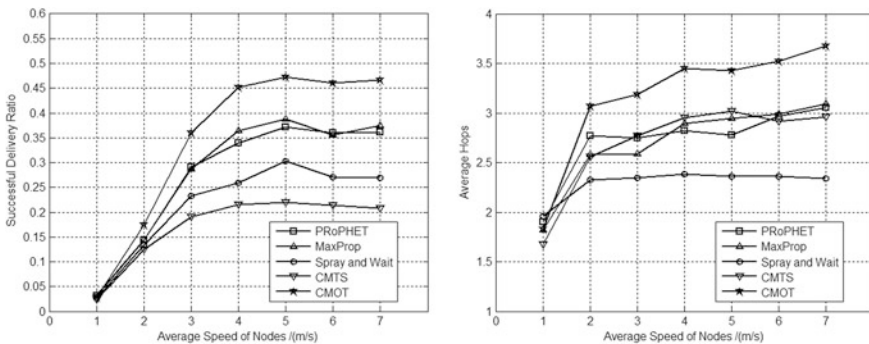 0.6
0.55
0.5
0.45
0.4
0.35
0.3
0.25
0.2
0.15
0.1
0.05
0
Successful Delivery Ratio
PRoPHET
MaxProp
Spray and Wait
CMTS
CMOT
0 1 2 3 4 5 6 7
Average Speed of Nodes /(m/s)
4
3.5
3
2.5
2
1.5
1
Average Hops
PRoPHET
MaxProp
Spray and Wait
CMTS
CMOT
0 1 2 3 4 5 6 7
Average Speed of Nodes /(m/s)